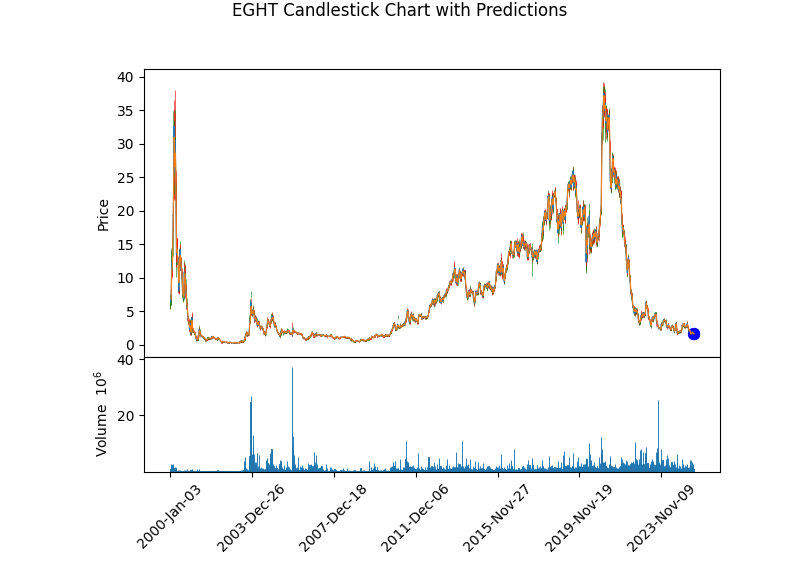 EGHT Candlestick Chart with Predictions
Price
40
35
30
25
20
15
10
5
0
Volume 10^6
40
20
2000-Jan-03
2003-Dec-26
2007-Dec-18
2011-Dec-06
2015-Nov-27
2019-Nov-19
2023-Nov-09